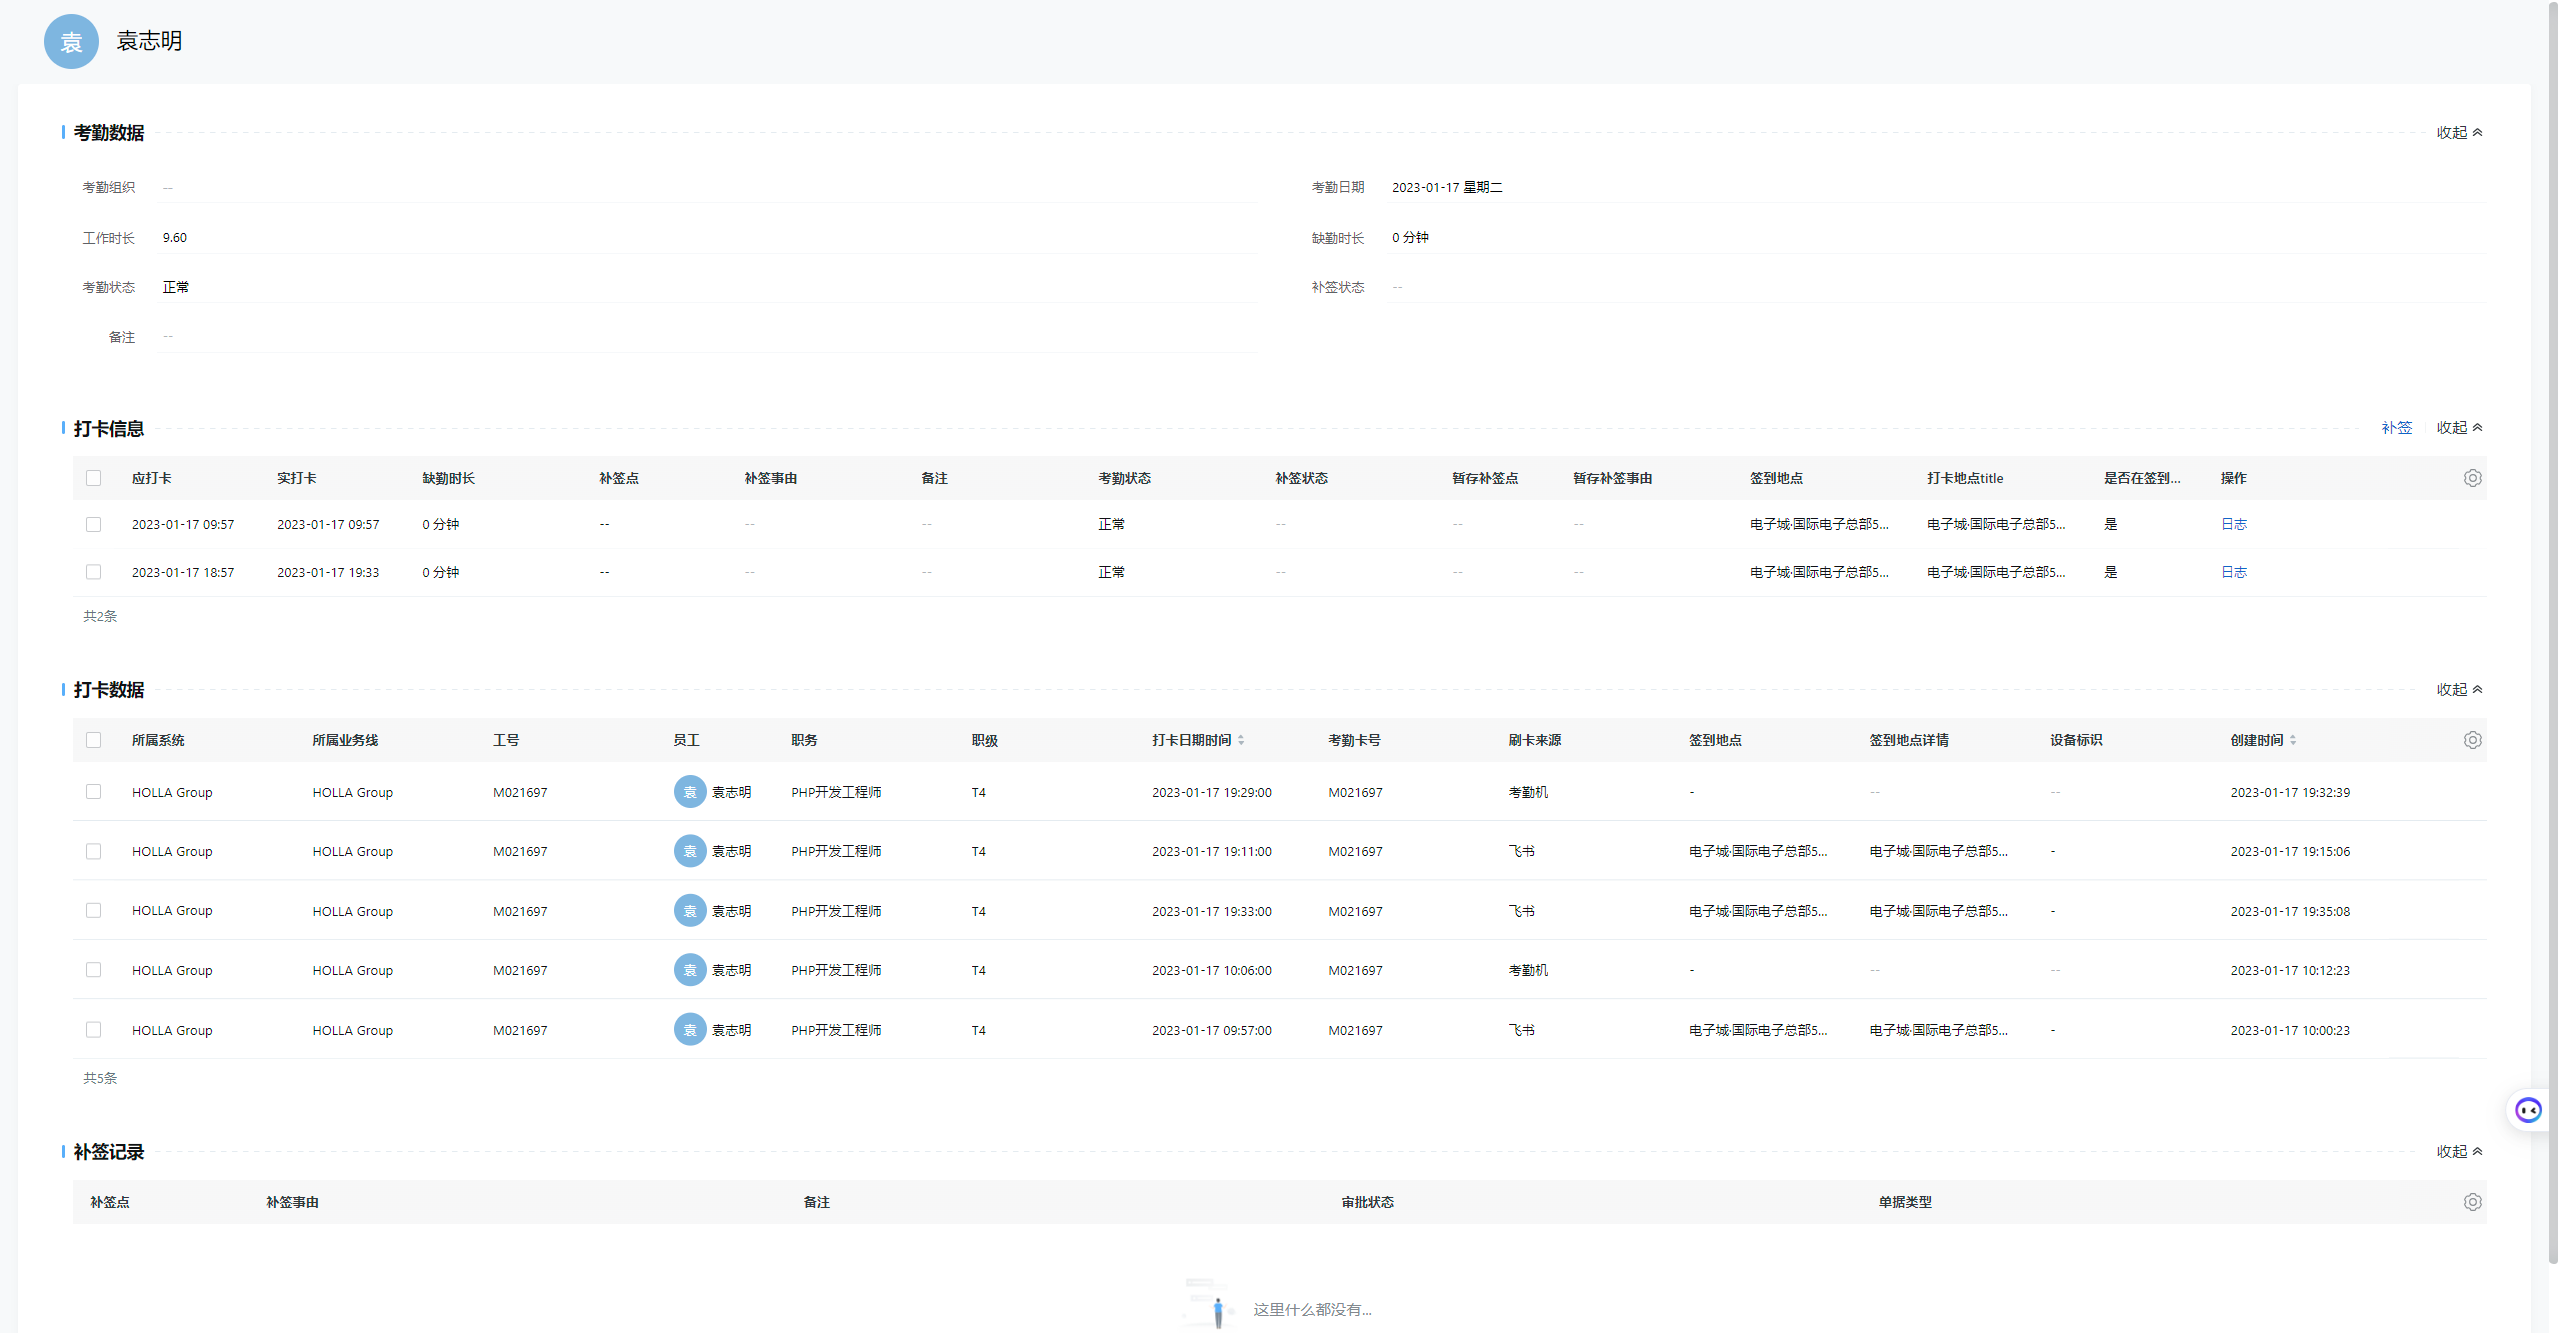 袁 袁志明
考勤数据 收起
考勤组织 -- 考勤日期 2023-01-17 星期二
工作时长 9.60 缺勤时长 0 分钟
考勤状态 正常 补签状态 --
备注 --
打卡信息 补签 收起
应打卡 实打卡 缺勤时长 补签点 补签事由 备注 考勤状态 补签状态 暂存补签点 暂存补签事由 签到地点 打卡地点title 是否在签到... 操作
2023-01-17 09:57 2023-01-17 09:57 0 分钟 -- -- -- 正常 -- -- -- 电子城·国际电子总部5... 电子城·国际电子总部5... 是 日志
2023-01-17 18:57 2023-01-17 19:33 0 分钟 -- -- -- 正常 -- -- -- 电子城·国际电子总部5... 电子城·国际电子总部5... 是 日志
共2条
打卡数据 收起
所属系统 所属业务线 工号 员工 职务 职级 打卡日期时间 考勤卡号 刷卡来源 签到地点 签到地点详情 设备标识 创建时间
HOLLA Group HOLLA Group M021697 袁 袁志明 PHP开发工程师 T4 2023-01-17 19:29:00 M021697 考勤机 - -- -- 2023-01-17 19:32:39
HOLLA Group HOLLA Group M021697 袁 袁志明 PHP开发工程师 T4 2023-01-17 19:11:00 M021697 飞书 电子城·国际电子总部5... 电子城·国际电子总部5... - 2023-01-17 19:15:06
HOLLA Group HOLLA Group M021697 袁 袁志明 PHP开发工程师 T4 2023-01-17 19:33:00 M021697 飞书 电子城·国际电子总部5... 电子城·国际电子总部5... - 2023-01-17 19:35:08
HOLLA Group HOLLA Group M021697 袁 袁志明 PHP开发工程师 T4 2023-01-17 10:06:00 M021697 考勤机 - -- -- 2023-01-17 10:12:23
HOLLA Group HOLLA Group M021697 袁 袁志明 PHP开发工程师 T4 2023-01-17 09:57:00 M021697 飞书 电子城·国际电子总部5... 电子城·国际电子总部5... - 2023-01-17 10:00:23
共5条
补签记录 收起
补签点 补签事由 备注 审批状态 单据类型
这里什么都没有...